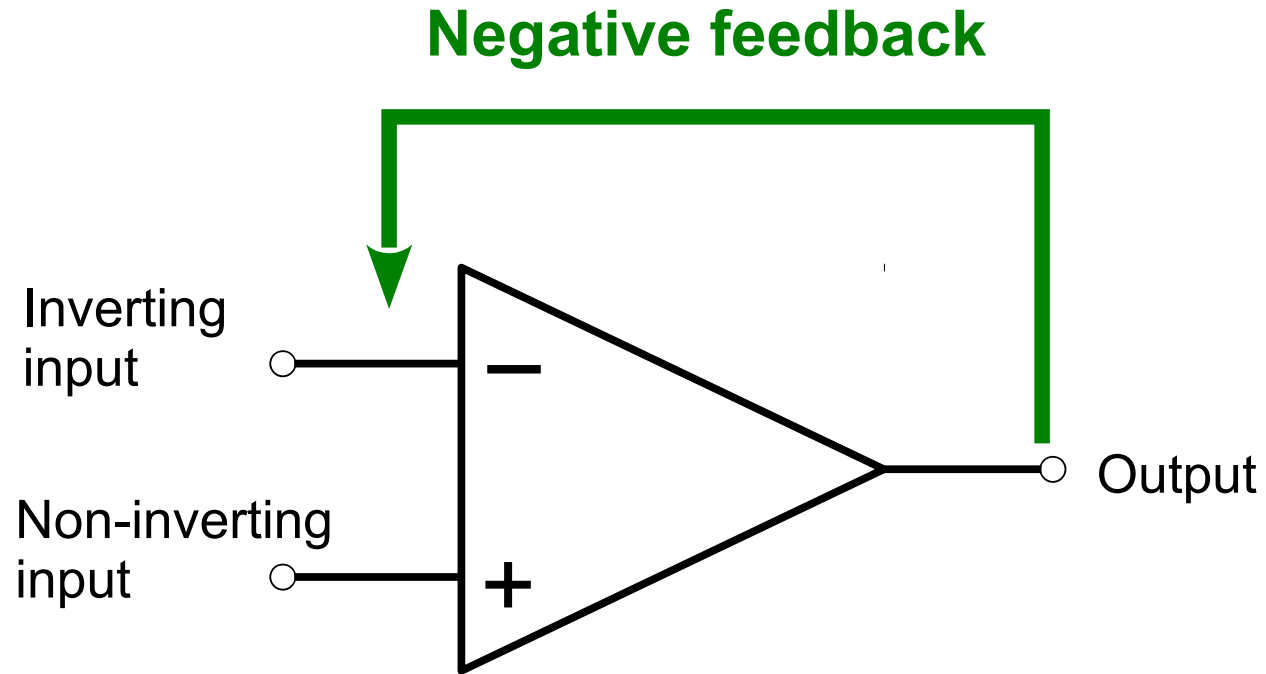 Negative feedback
Inverting
input
−
Non-inverting
input
+
Output